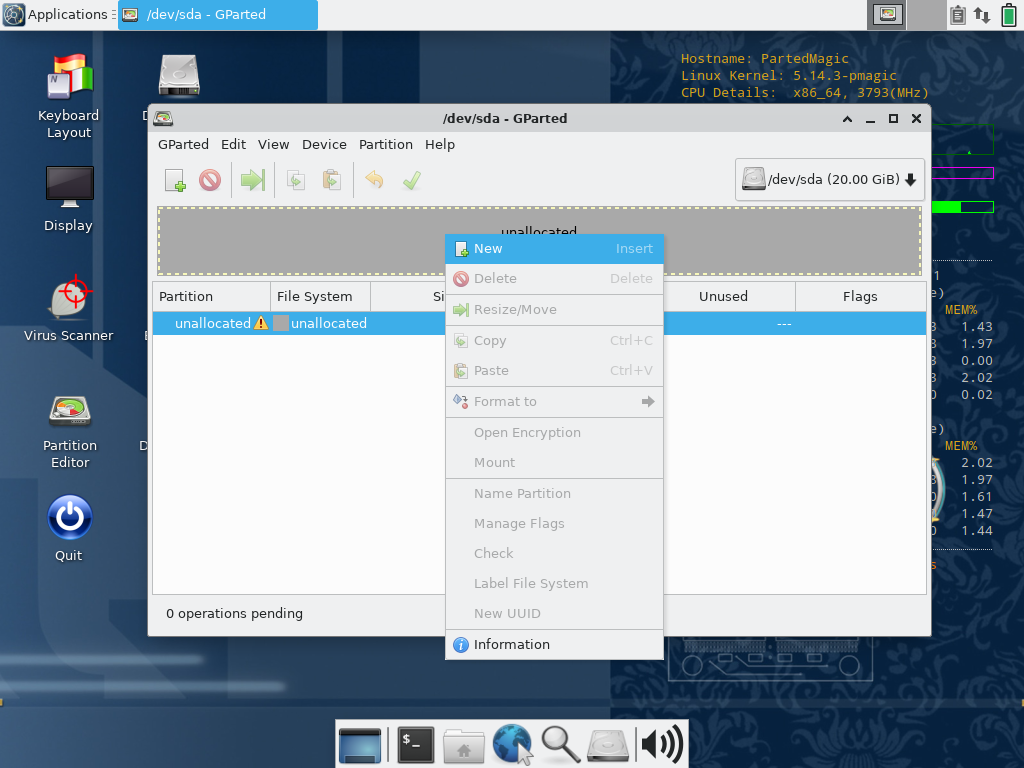 Applications
/dev/sda - GParted
Hostname: PartedMagic
Linux Kernel: 5.14.3-pmagic
CPU Details: x86_64, 3793(MHz)
Keyboard
Layout
Display
Virus Scanner
Partition
Editor
Quit
/dev/sda - GParted
GParted Edit View Device Partition Help
/dev/sda (20.00 GiB)
unallocated
Partition File System Unused Flags
unallocated unallocated ---
New Insert
Delete Delete
Resize/Move
Copy Ctrl+C
Paste Ctrl+V
Format to
Open Encryption
Mount
Name Partition
Manage Flags
Check
Label File System
New UUID
Information
0 operations pending
MEM%
1.43
1.97
0.00
2.02
0.02
MEM%
2.02
1.97
1.61
1.47
1.44
$_
N